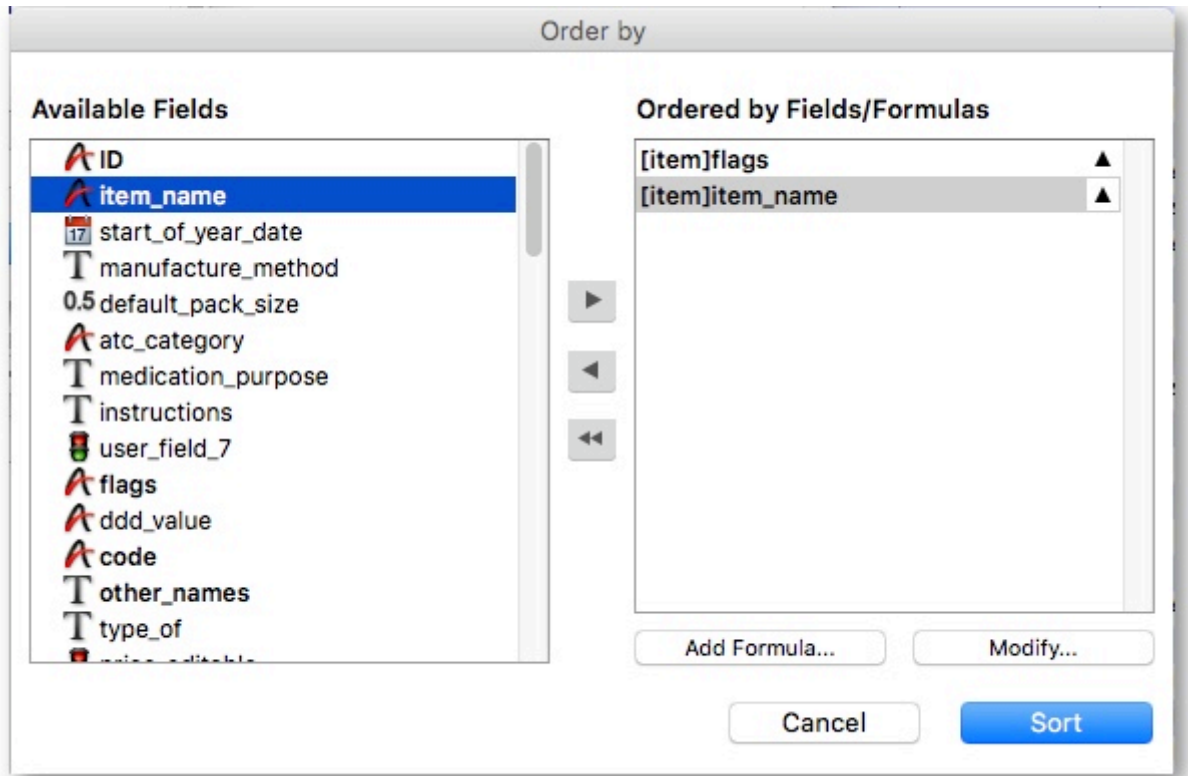 Order by
Available Fields
ID
item_name
17 start_of_year_date
T manufacture_method
0.5 default_pack_size
atc_category
T medication_purpose
T instructions
user_field_7
flags
ddd_value
code
T other_names
T type_of
Ordered by Fields/Formulas
[item]flags ▲
[item]item_name ▲
Add Formula...
Modify...
Cancel
Sort